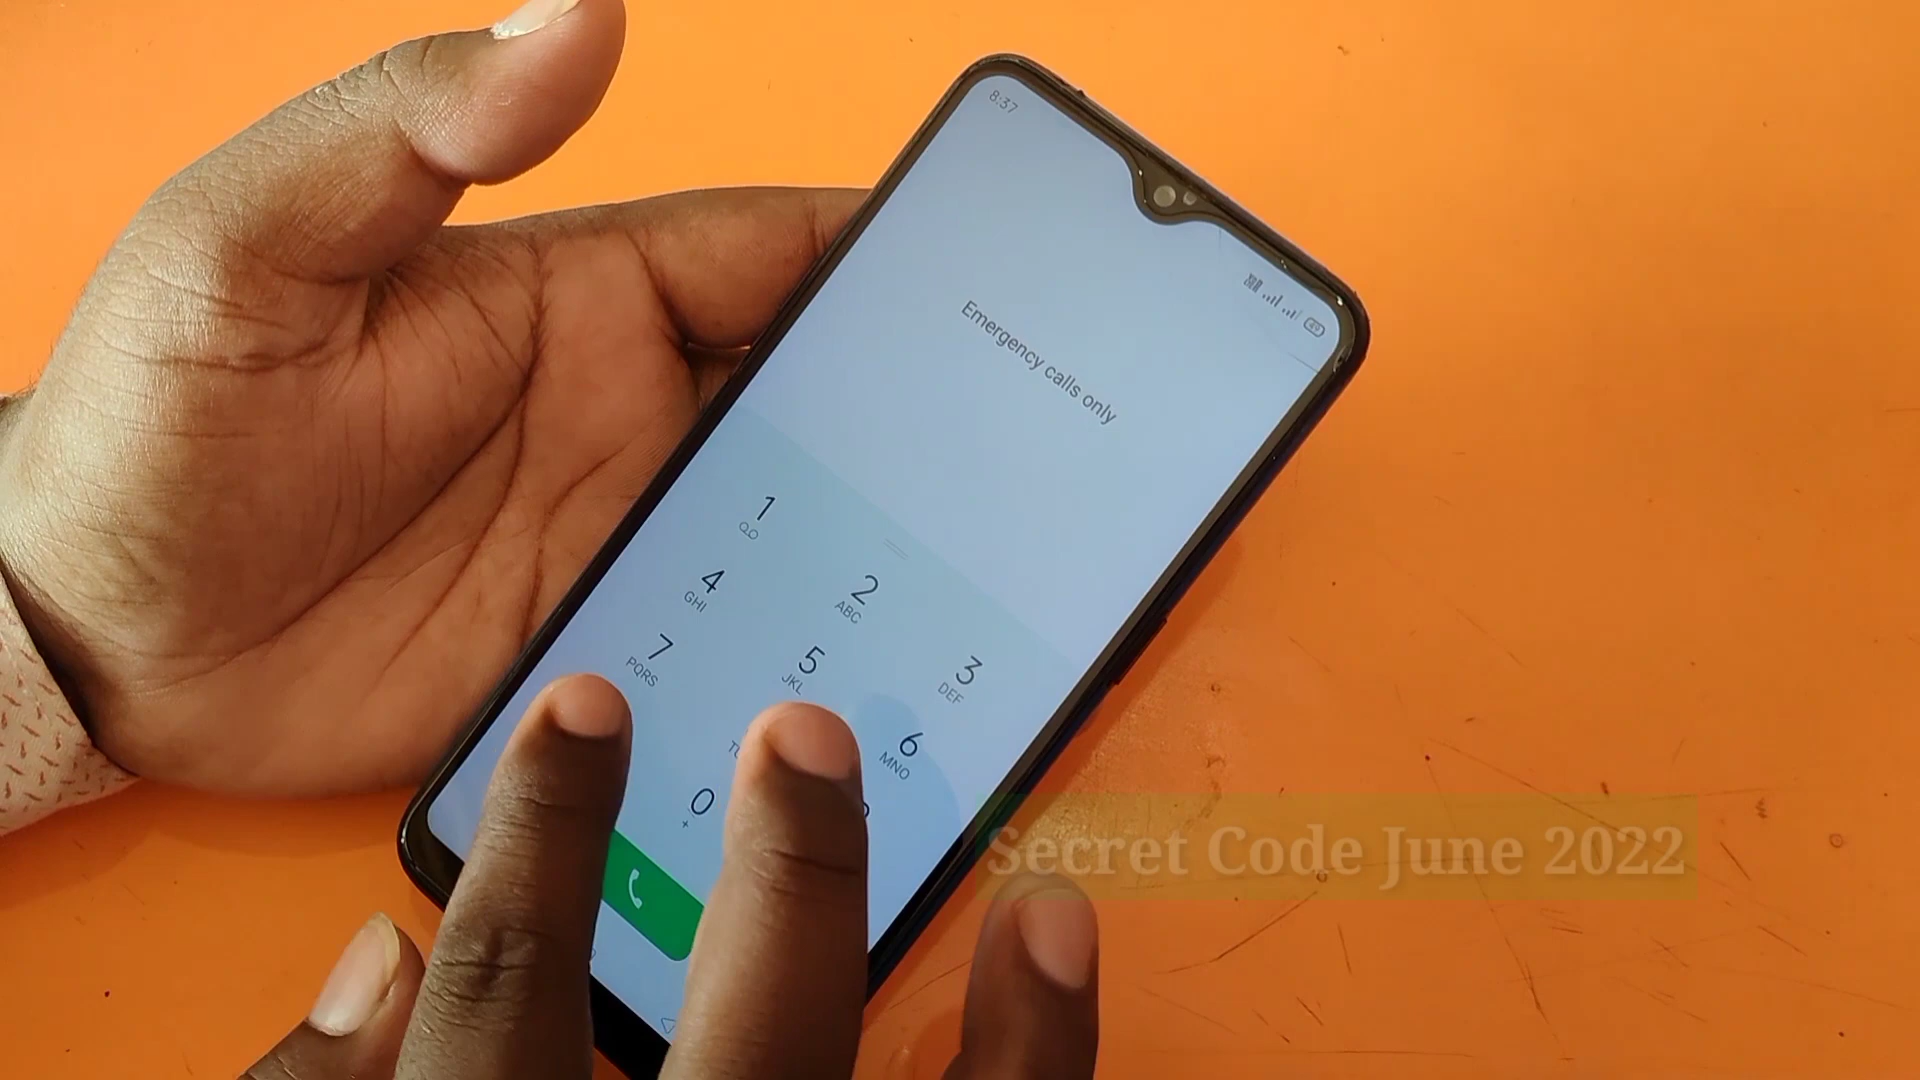 8:37
Emergency calls only
1
2
ABC
3
DEF
4
GHI
5
JKL
6
MNO
7
PQRS
0
+
Secret Code June 2022